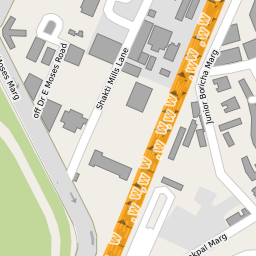 off Dr E Moses Road
Shakti Mills Lane
Junior Boricha Marg
Moses Marg
kpal Marg